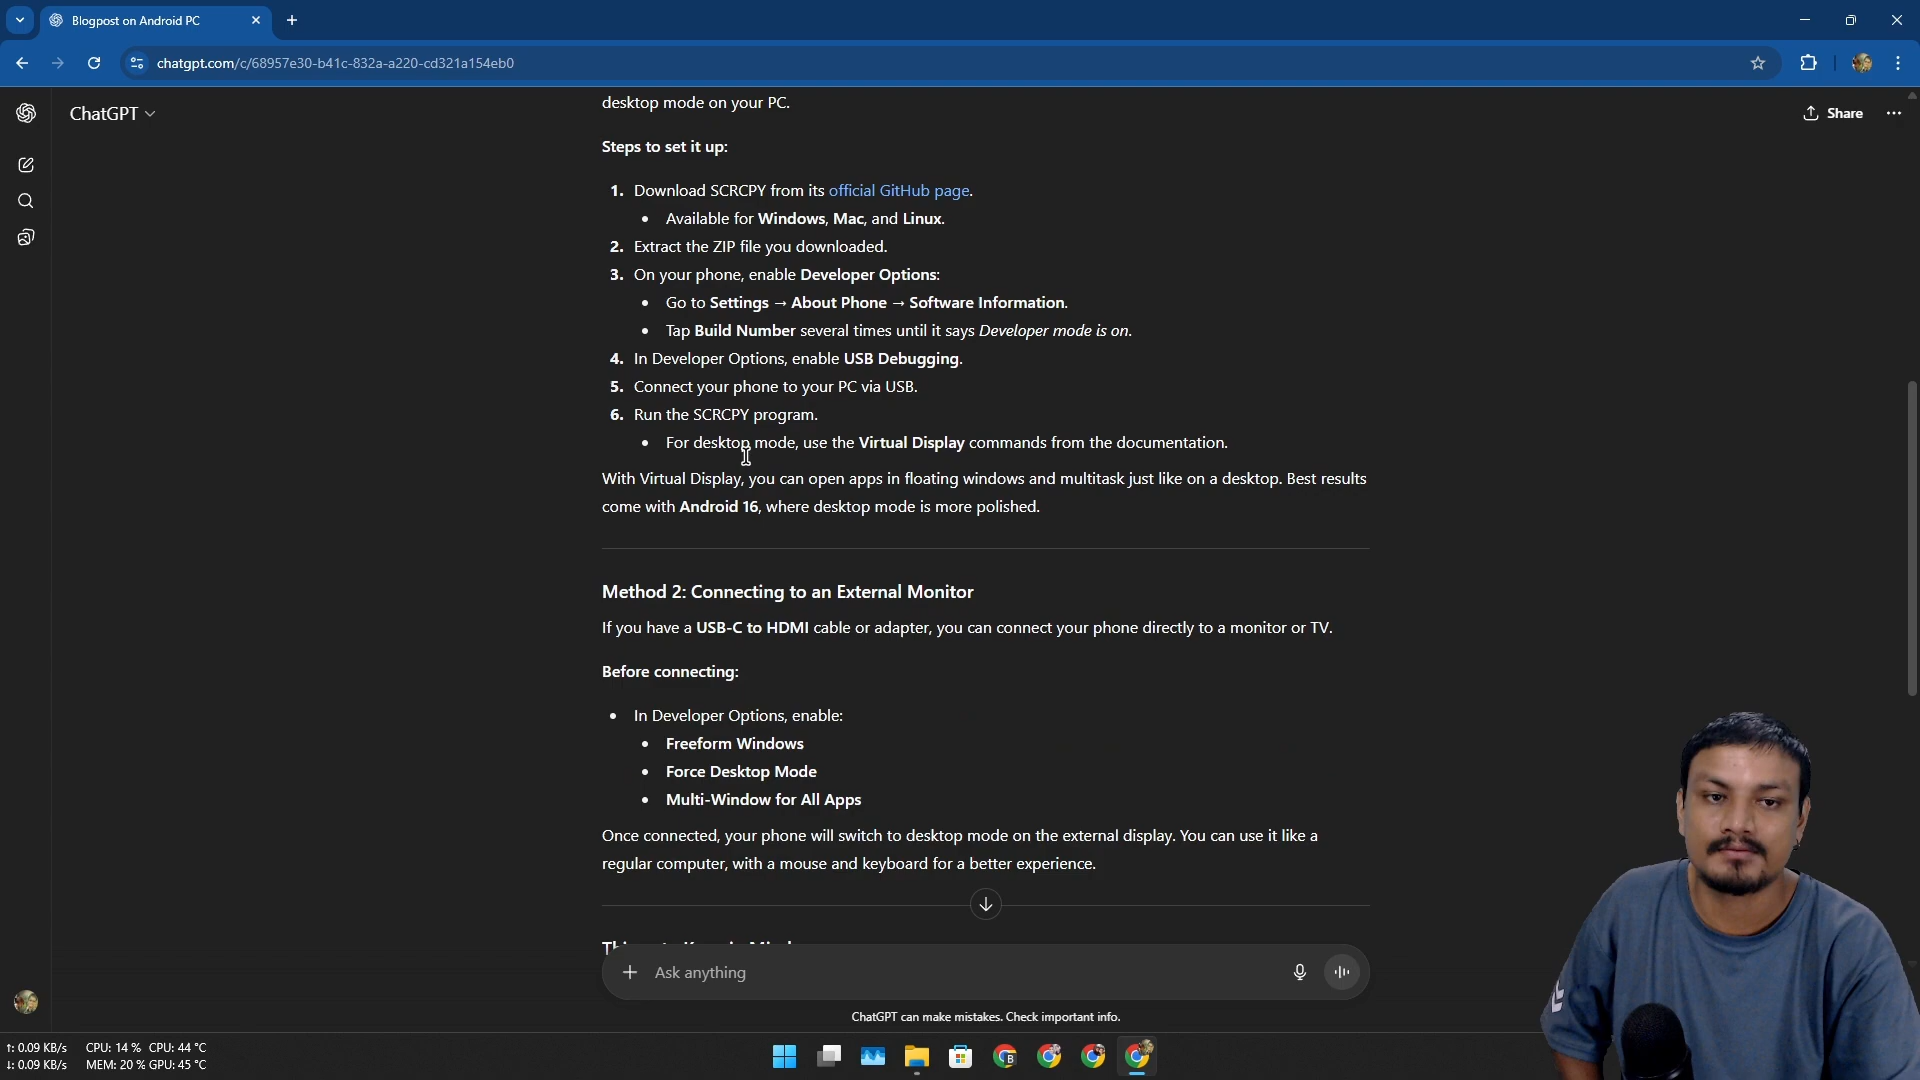 Blogpost on Android PC
chatgpt.com/c/68957e30-b41c-832a-a220-cd321a154eb0
ChatGPT
Share
desktop mode on your PC.
Steps to set it up:
1. Download SCRCPY from its official GitHub page.
• Available for Windows, Mac, and Linux.
2. Extract the ZIP file you downloaded.
3. On your phone, enable Developer Options:
• Go to Settings → About Phone → Software Information.
• Tap Build Number several times until it says Developer mode is on.
4. In Developer Options, enable USB Debugging.
5. Connect your phone to your PC via USB.
6. Run the SCRCPY program.
• For desktop mode, use the Virtual Display commands from the documentation.
With Virtual Display, you can open apps in floating windows and multitask just like on a desktop. Best results
come with Android 16, where desktop mode is more polished.
Method 2: Connecting to an External Monitor
If you have a USB-C to HDMI cable or adapter, you can connect your phone directly to a monitor or TV.
Before connecting:
• In Developer Options, enable:
• Freeform Windows
• Force Desktop Mode
• Multi-Window for All Apps
Once connected, your phone will switch to desktop mode on the external display. You can use it like a
regular computer, with a mouse and keyboard for a better experience.
Ask anything
ChatGPT can make mistakes. Check important info.
↑: 0.09 KB/s CPU: 14 % CPU: 44 °C
↓: 0.09 KB/s MEM: 20 % GPU: 45 °C